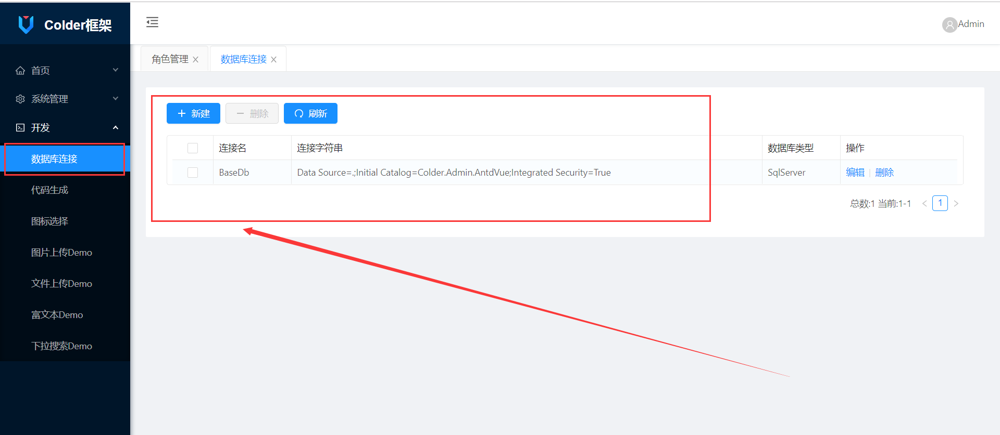 Colder框架
Admin
首页
系统管理
开发
数据库连接
代码生成
图标选择
图片上传Demo
文件上传Demo
富文本Demo
下拉搜索Demo
角色管理 数据库连接
新建 删除 刷新
连接名 连接字符串 数据库类型 操作
BaseDb Data Source=.;Initial Catalog=Colder.Admin.AntdVue;Integrated Security=True SqlServer 编辑 删除
总数:1 当前:1-1 < 1 >